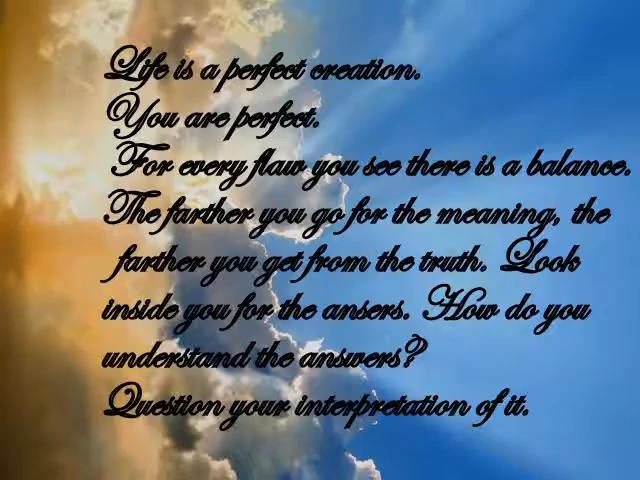 Life is a perfect creation.
You are perfect.
For every flaw you see there is a balance.
The farther you go for the meaning, the
farther you get from the truth. Look
inside you for the ansers. How do you
understand the answers?
Question your interpretation of it.